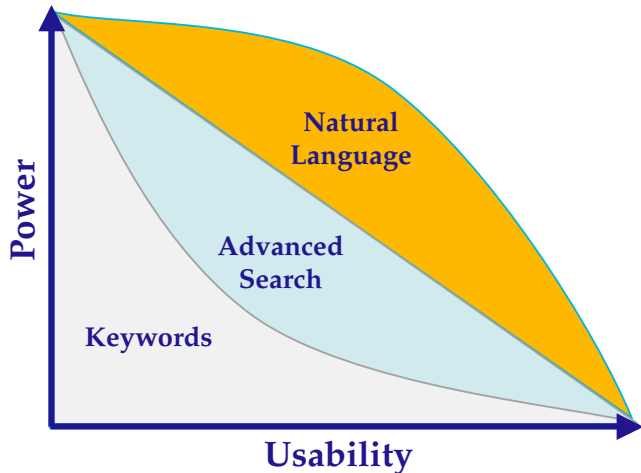 Natural
Language
Advanced
Search
Keywords
Power
Usability